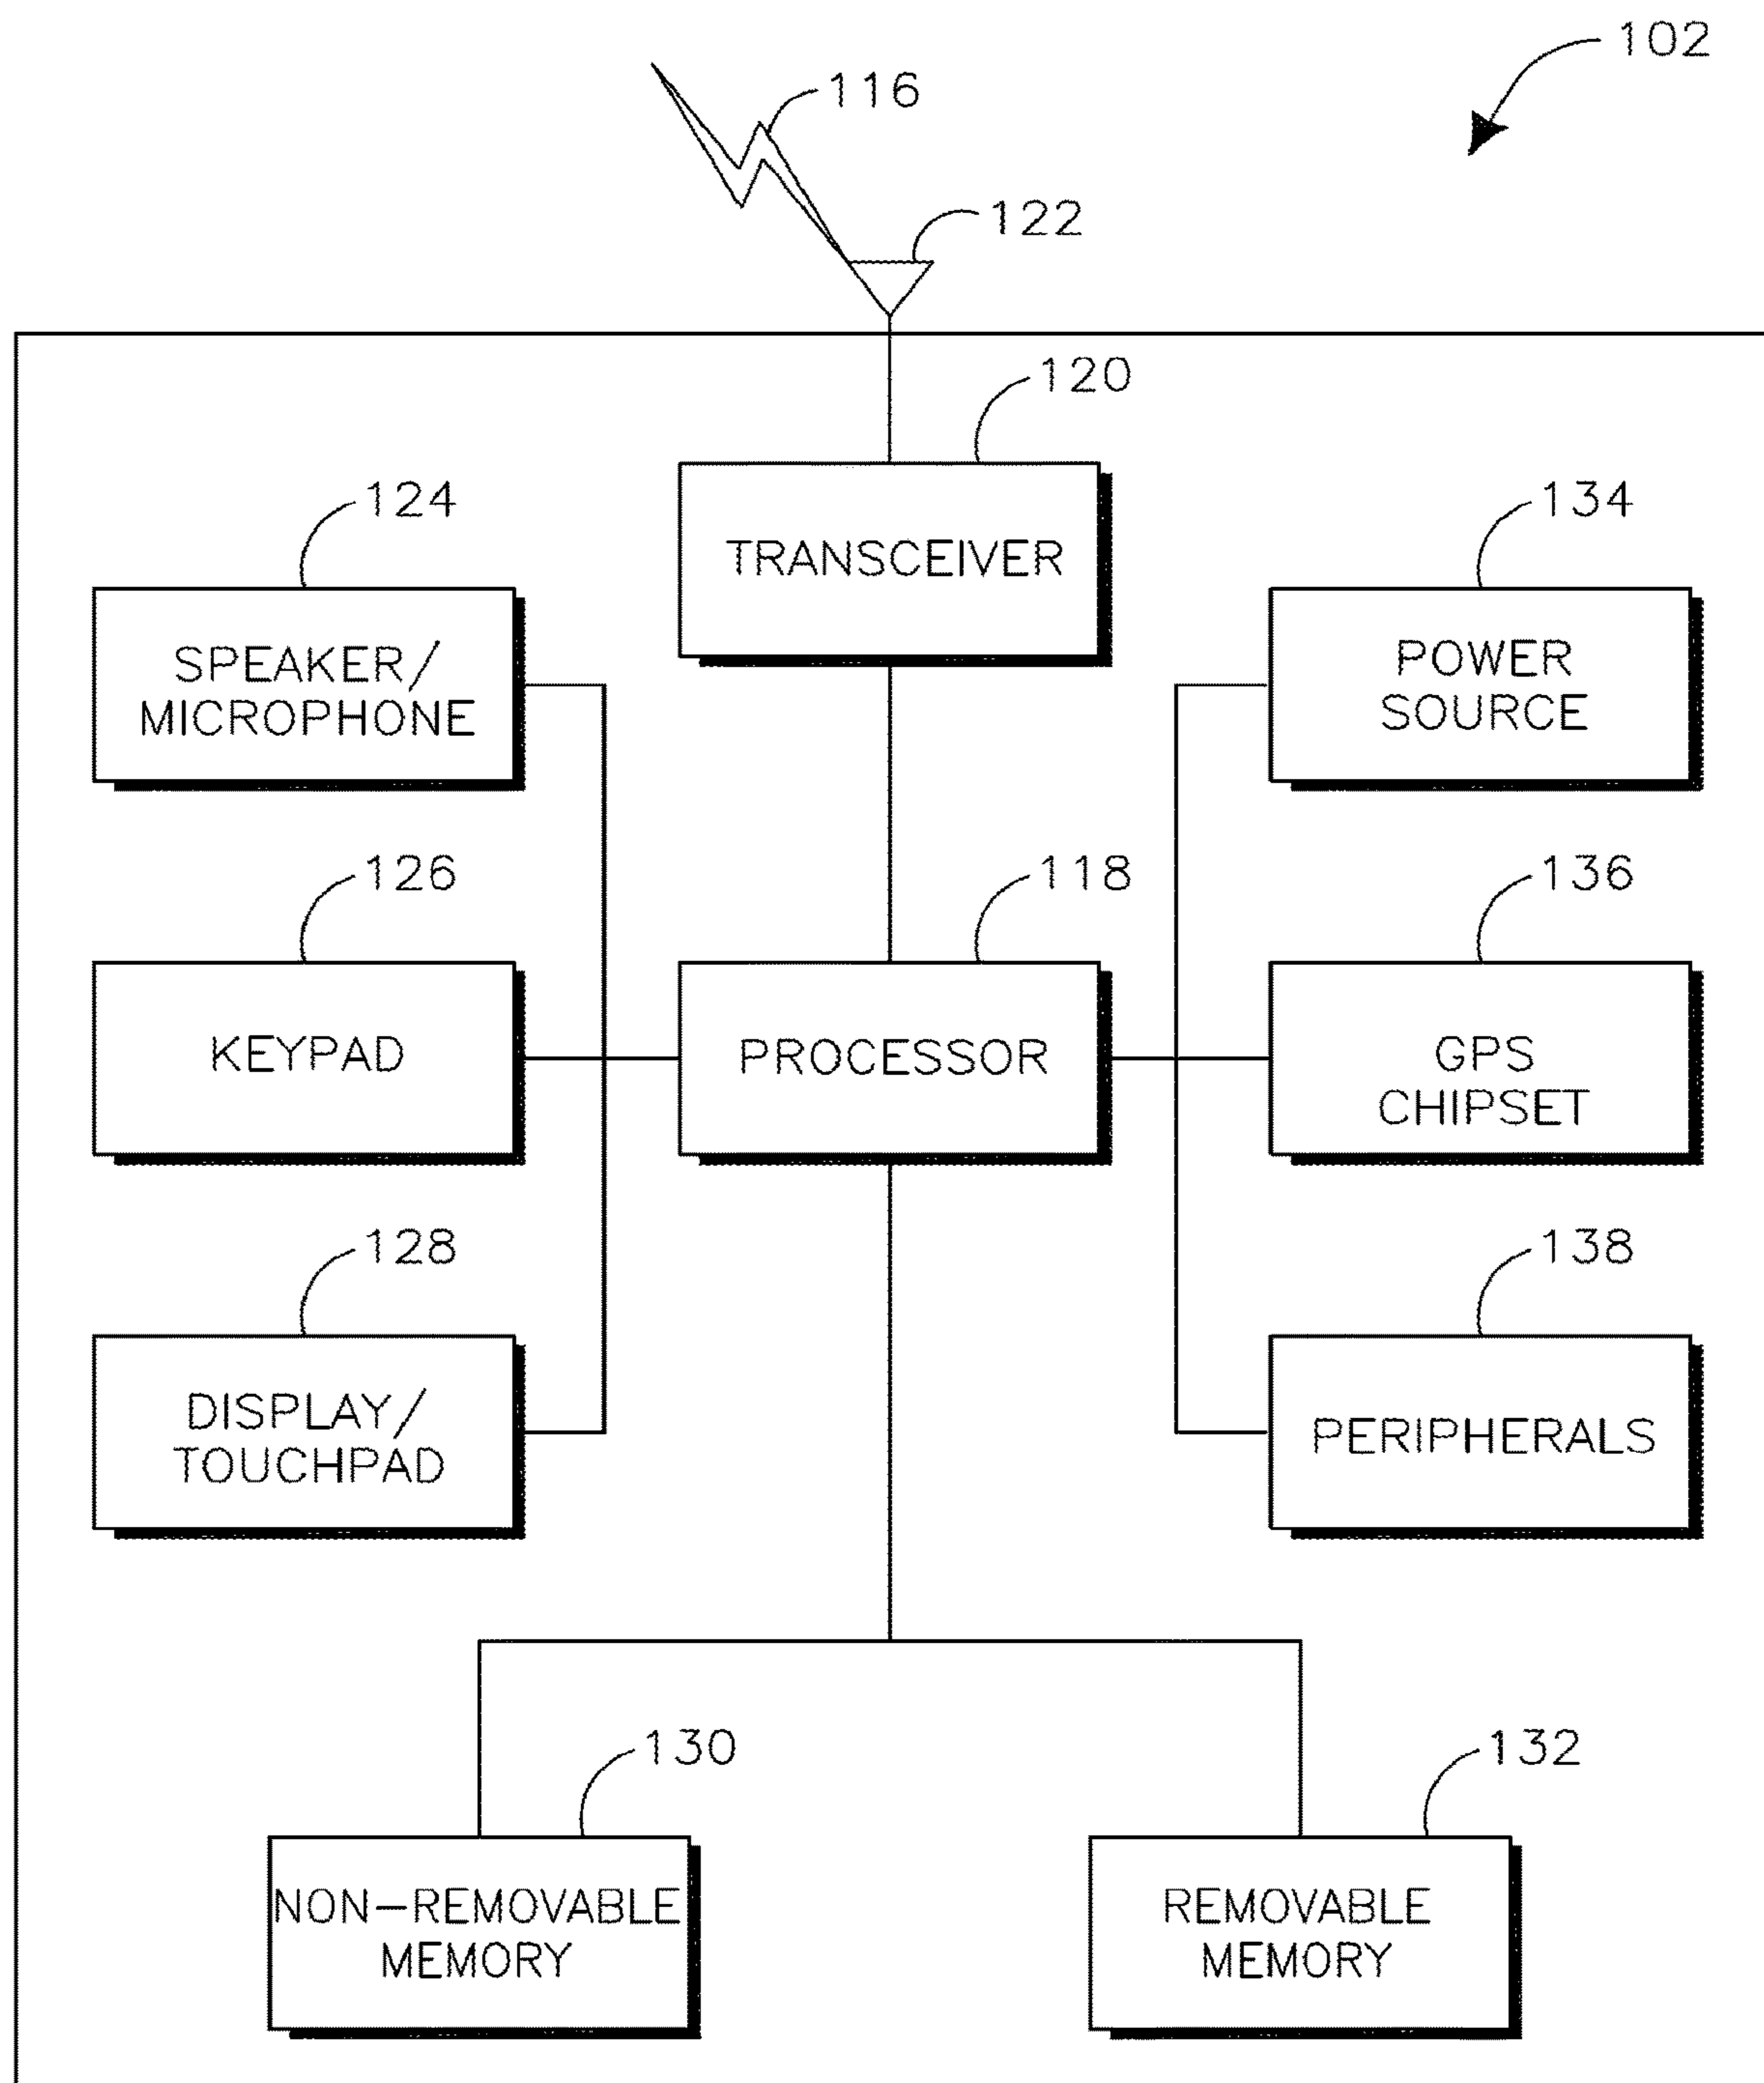 102
116
122
120
124
134
TRANSCEIVER
SPEAKER/
MICROPHONE
POWER
SOURCE
126
118
136
KEYPAD
PROCESSOR
GPS
CHIPSET
128
138
DISPLAY/
TOUCHPAD
PERIPHERALS
130
132
NON-REMOVABLE
MEMORY
REMOVABLE
MEMORY